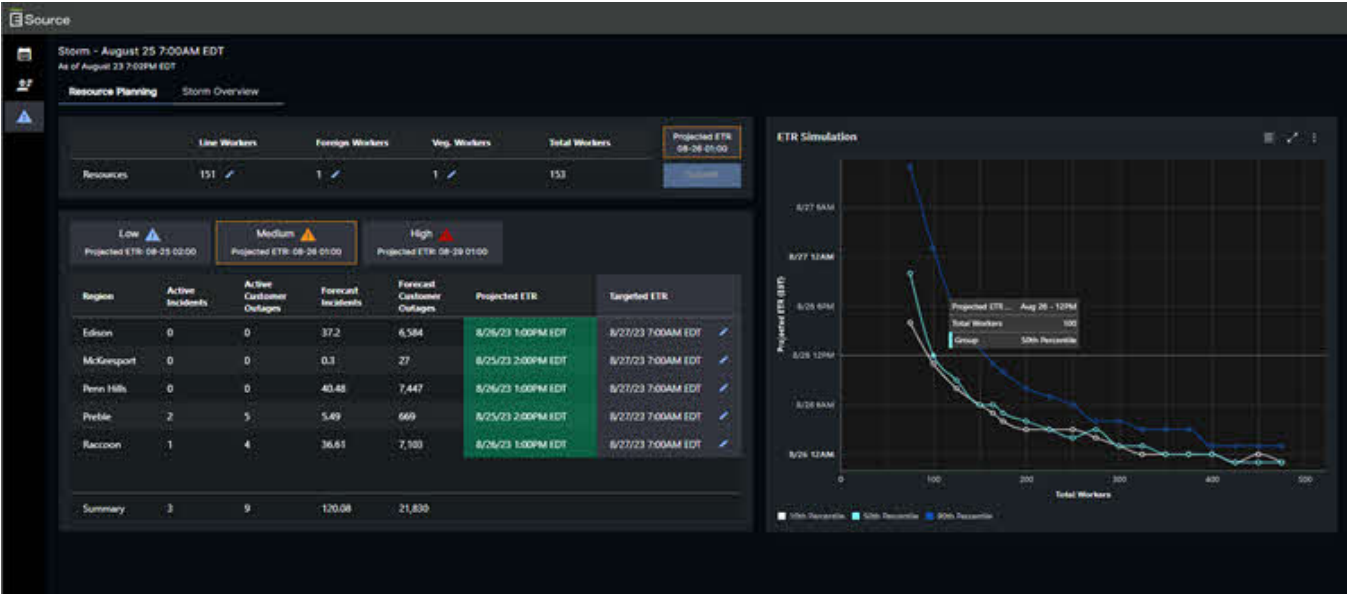 ESource
Storm - August 25 7:00AM EDT
As of August 23 7:02PM EDT
Resource Planning Storm Overview
Line Workers Foreign Workers Veg. Workers Total Workers Projected ETR
08-26 01:00
Resources 151 1 1 153 Submit
Low Medium High
Projected ETR: 08-25 02:00 Projected ETR: 08-26 01:00 Projected ETR: 08-29 01:00
Region Active Incidents Active Customer Outages Forecast Incidents Forecast Customer Outages Projected ETR Targeted ETR
Edison 0 0 37.2 6,584 8/26/23 1:00PM EDT 8/27/23 7:00AM EDT
McKeesport 0 0 0.3 27 8/25/23 2:00PM EDT 8/27/23 7:00AM EDT
Penn Hills 0 0 40.48 7,447 8/26/23 1:00PM EDT 8/27/23 7:00AM EDT
Preble 2 5 5.49 669 8/25/23 2:00PM EDT 8/27/23 7:00AM EDT
Raccoon 1 4 36.61 7,103 8/26/23 1:00PM EDT 8/27/23 7:00AM EDT
Summary 3 9 120.08 21,830
ETR Simulation
Projected ETR (EST)
8/27 6AM
8/27 12AM
8/26 6PM
8/26 12PM
8/26 6AM
8/26 12AM
Projected ETR ... Aug 26 - 12PM
Total Workers 100
Group 50th Percentile
0 100 200 300 400 500
Total Workers
10th Percentile 50th Percentile 90th Percentile